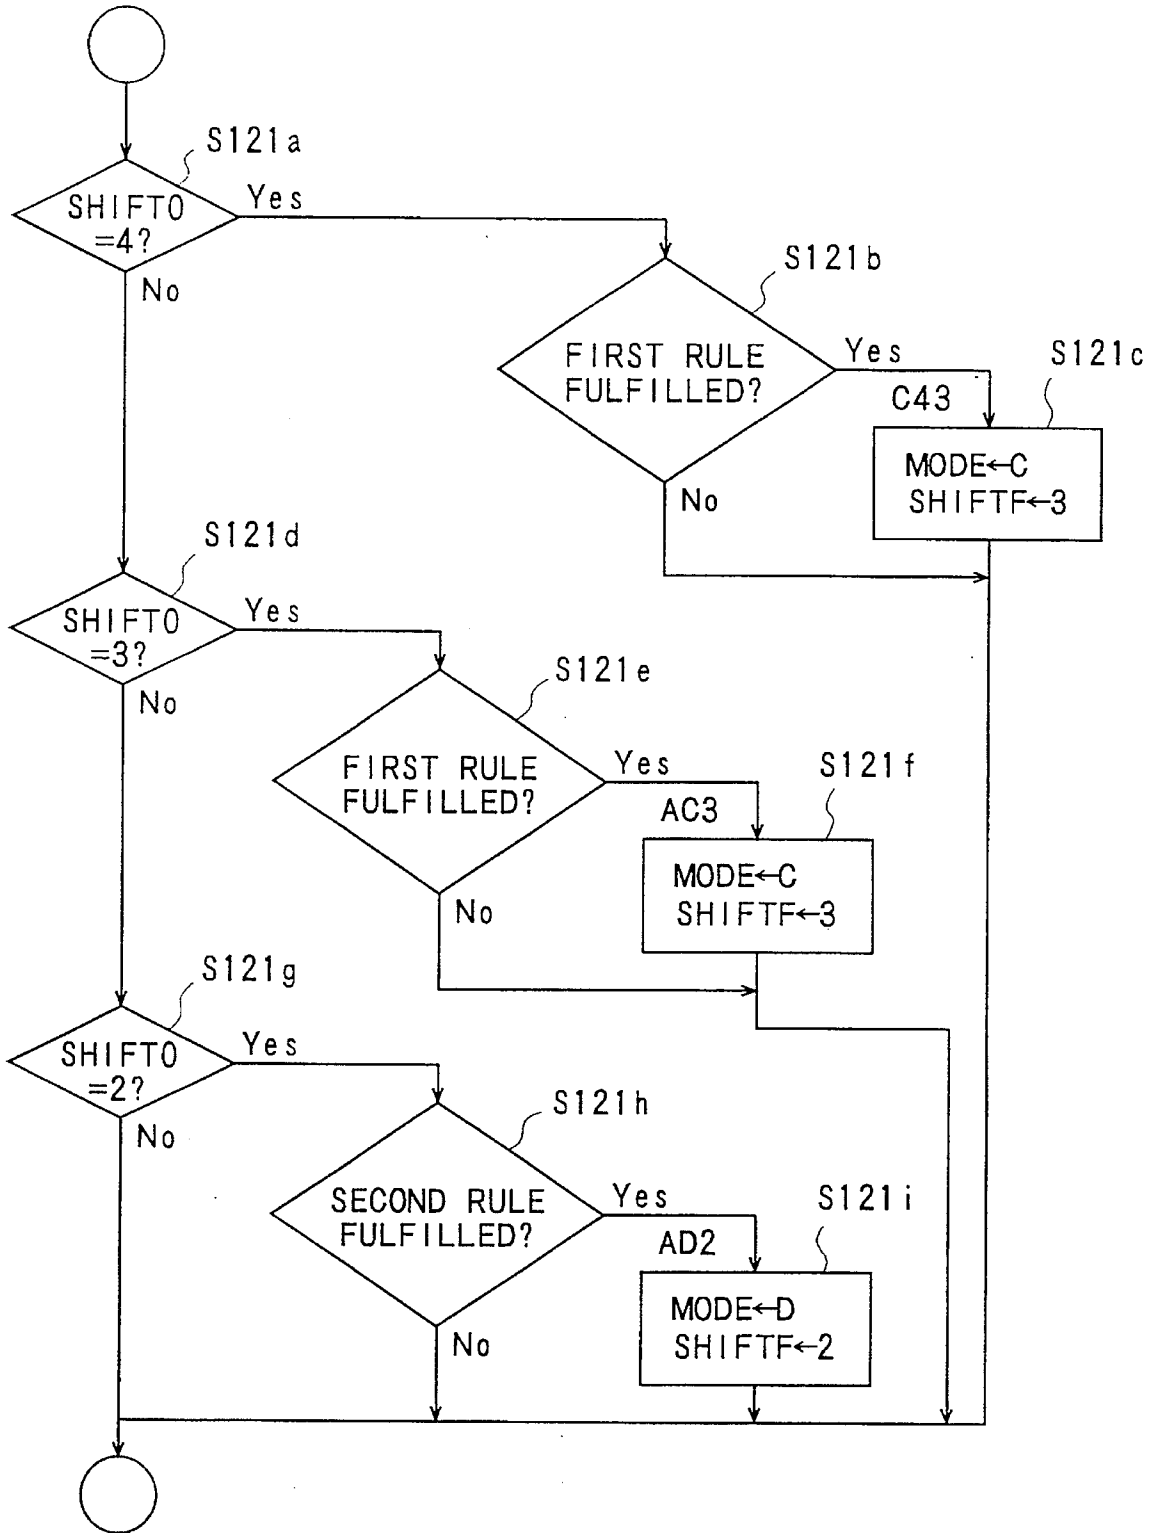 S121a
SHIFTO
=4?
Yes
No
S121b
FIRST RULE
FULFILLED?
Yes
C43
No
S121c
MODE←C
SHIFTF←3
S121d
SHIFTO
=3?
Yes
No
S121e
FIRST RULE
FULFILLED?
Yes
AC3
No
S121f
MODE←C
SHIFTF←3
S121g
SHIFTO
=2?
Yes
No
S121h
SECOND RULE
FULFILLED?
Yes
AD2
No
S121i
MODE←D
SHIFTF←2